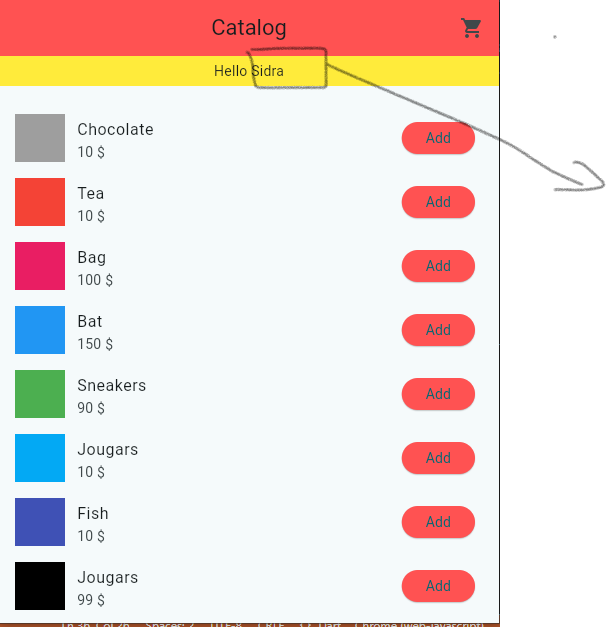 Catalog
Hello Sidra
Chocolate
10 $
Add
Tea
10 $
Add
Bag
100 $
Add
Bat
150 $
Add
Sneakers
90 $
Add
Jougars
10 $
Add
Fish
10 $
Add
Jougars
99 $
Add